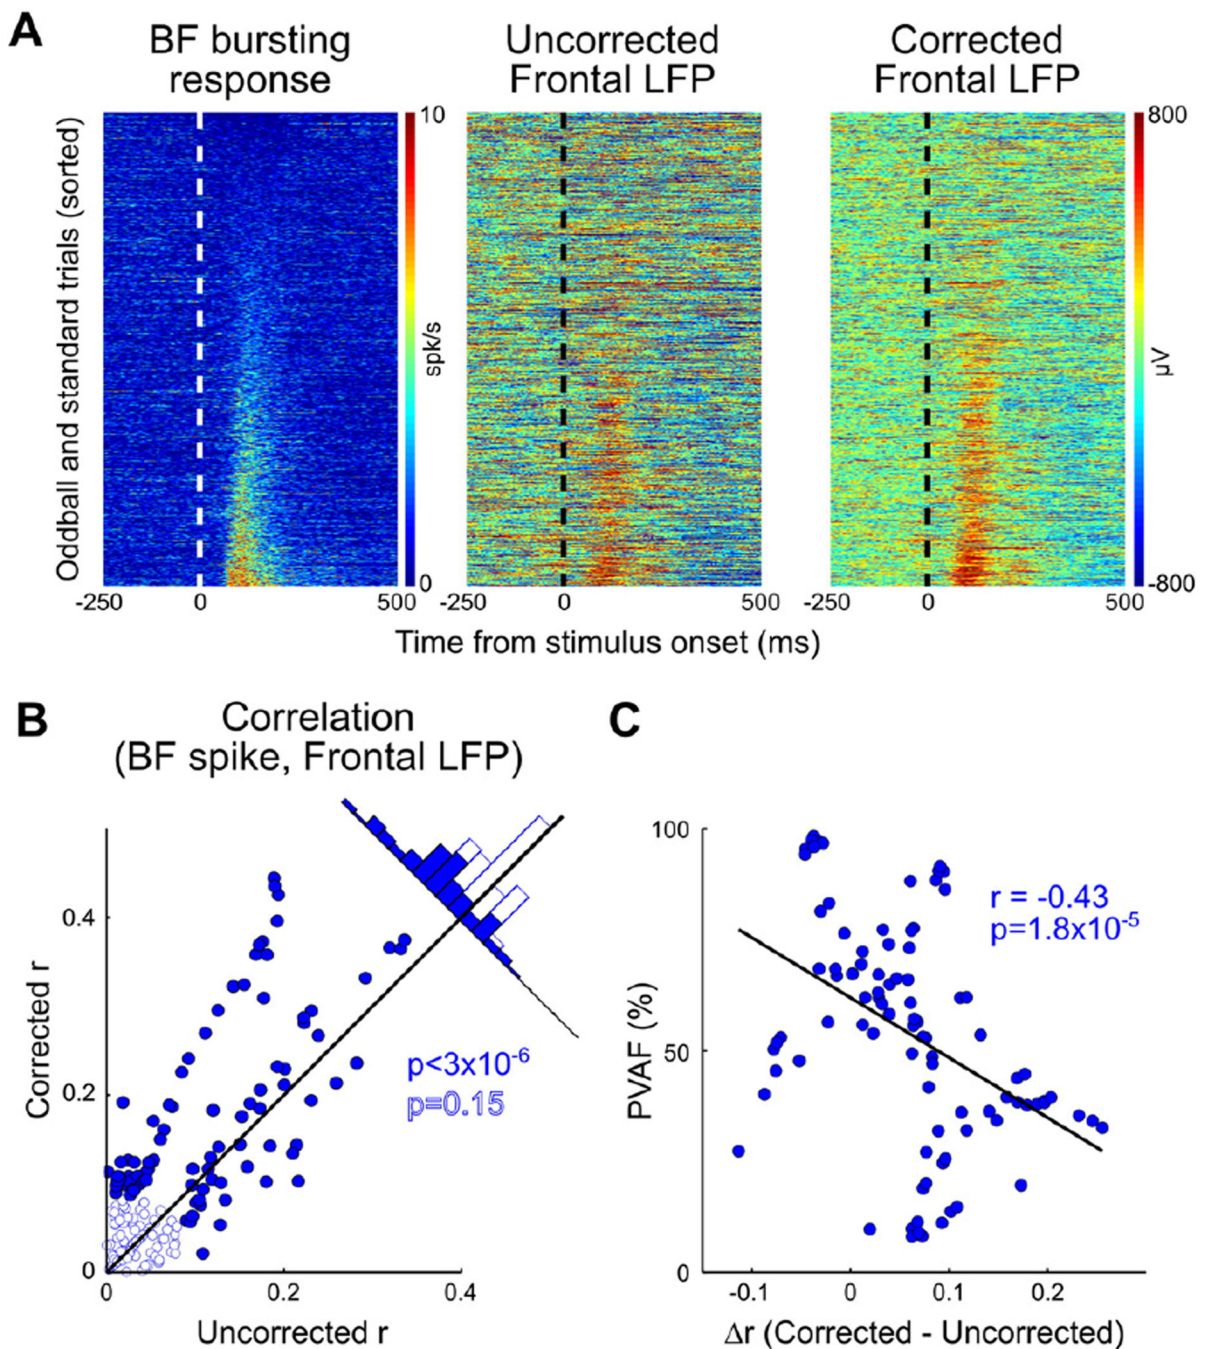 A
BF bursting
response
Uncorrected
Frontal LFP
Corrected
Frontal LFP
Oddball and standard trials (sorted)
10
spk/s
0
800
µV
-800
-250 0 500
-250 0 500
-250 0 500
Time from stimulus onset (ms)
B
Correlation
(BF spike, Frontal LFP)
Corrected r
0.4
0.2
0
p<3x10⁻⁶
p=0.15
0 0.2 0.4
Uncorrected r
C
PVAF (%)
100
50
0
r = -0.43
p=1.8x10⁻⁵
-0.1 0 0.1 0.2
Δr (Corrected - Uncorrected)